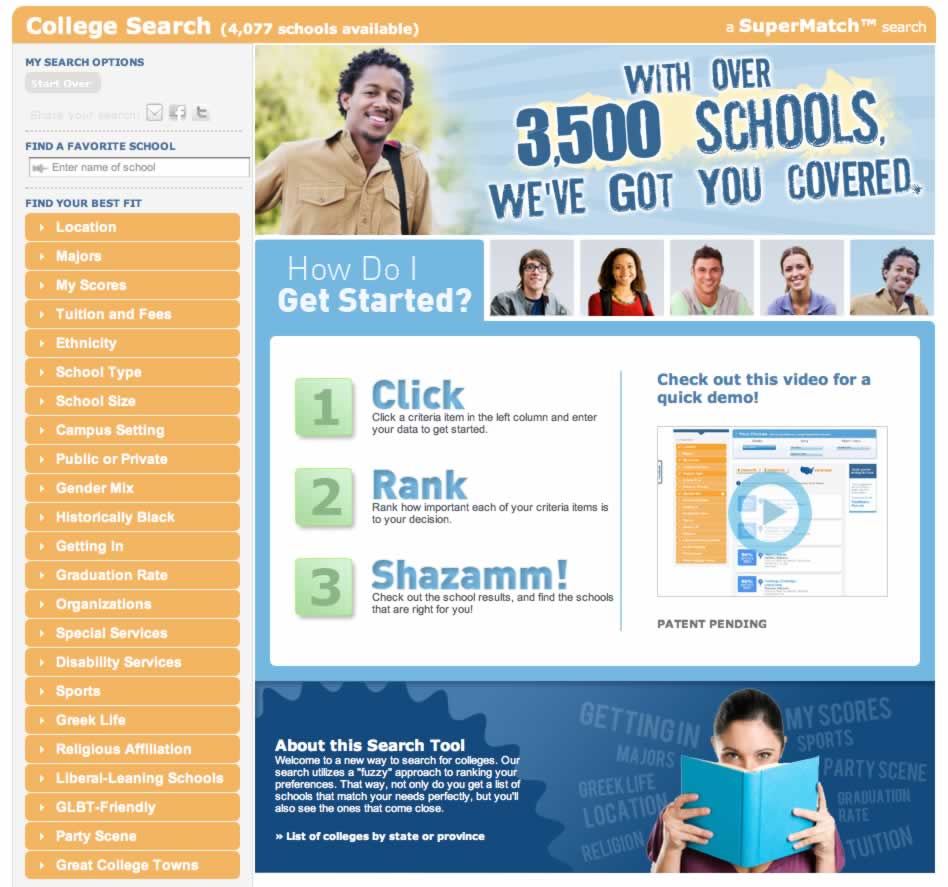 College Search (4,077 schools available)
a SuperMatch™ search
MY SEARCH OPTIONS
Start Over
Share your search:
FIND A FAVORITE SCHOOL
Enter name of school
FIND YOUR BEST FIT
Location
Majors
My Scores
Tuition and Fees
Ethnicity
School Type
School Size
Campus Setting
Public or Private
Gender Mix
Historically Black
Getting In
Graduation Rate
Organizations
Special Services
Disability Services
Sports
Greek Life
Religious Affiliation
Liberal-Leaning Schools
GLBT-Friendly
Party Scene
Great College Towns
WITH OVER
3,500 SCHOOLS,
WE'VE GOT YOU COVERED.
How Do I
Get Started?
1
Click
Click a criteria item in the left column and enter
your data to get started.
2
Rank
Rank how important each of your criteria items is
to your decision.
3
Shazamm!
Check out the school results, and find the schools
that are right for you!
Check out this video for a
quick demo!
PATENT PENDING
About this Search Tool
Welcome to a new way to search for colleges. Our
search utilizes a "fuzzy" approach to ranking your
preferences. That way, not only do you get a list of
schools that match your needs perfectly, but you'll
also see the ones that come close.
» List of colleges by state or province
GETTING IN
MAJORS
GREEK LIFE
LOCATION
RELIGION
MY SCORES
SPORTS
PARTY SCENE
GRADUATION
RATE
TUITION